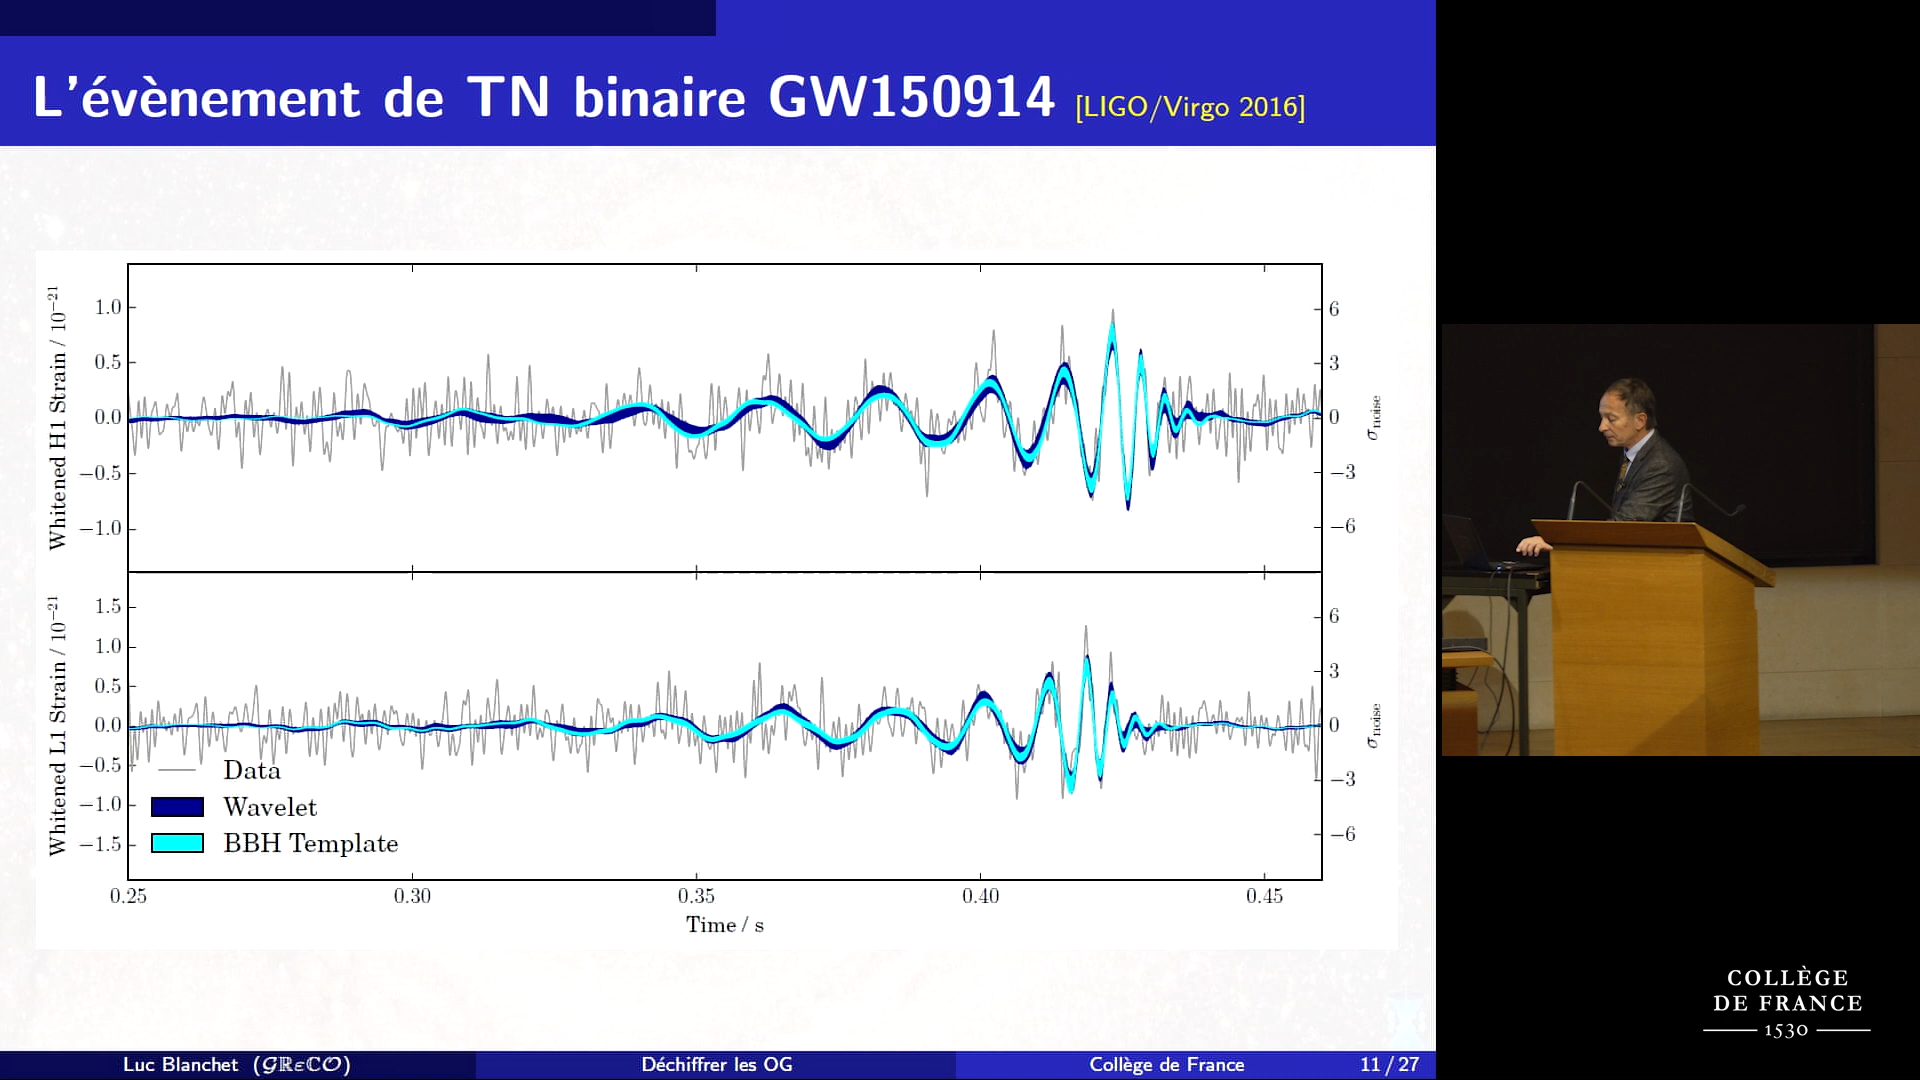 L'évènement de TN binaire GW150914 [LIGO/Virgo 2016]
Whitened H1 Strain / 10⁻²¹
1.0
0.5
0.0
−0.5
−1.0
6
3
0
−3
−6
σnoise
Whitened L1 Strain / 10⁻²¹
1.5
1.0
0.5
0.0
−0.5
−1.0
−1.5
6
3
0
−3
−6
σnoise
Data
Wavelet
BBH Template
0.25 0.30 0.35 0.40 0.45
Time / s
Luc Blanchet (GRεCO) Déchiffrer les OG Collège de France 11 / 27
COLLÈGE
DE FRANCE
1530